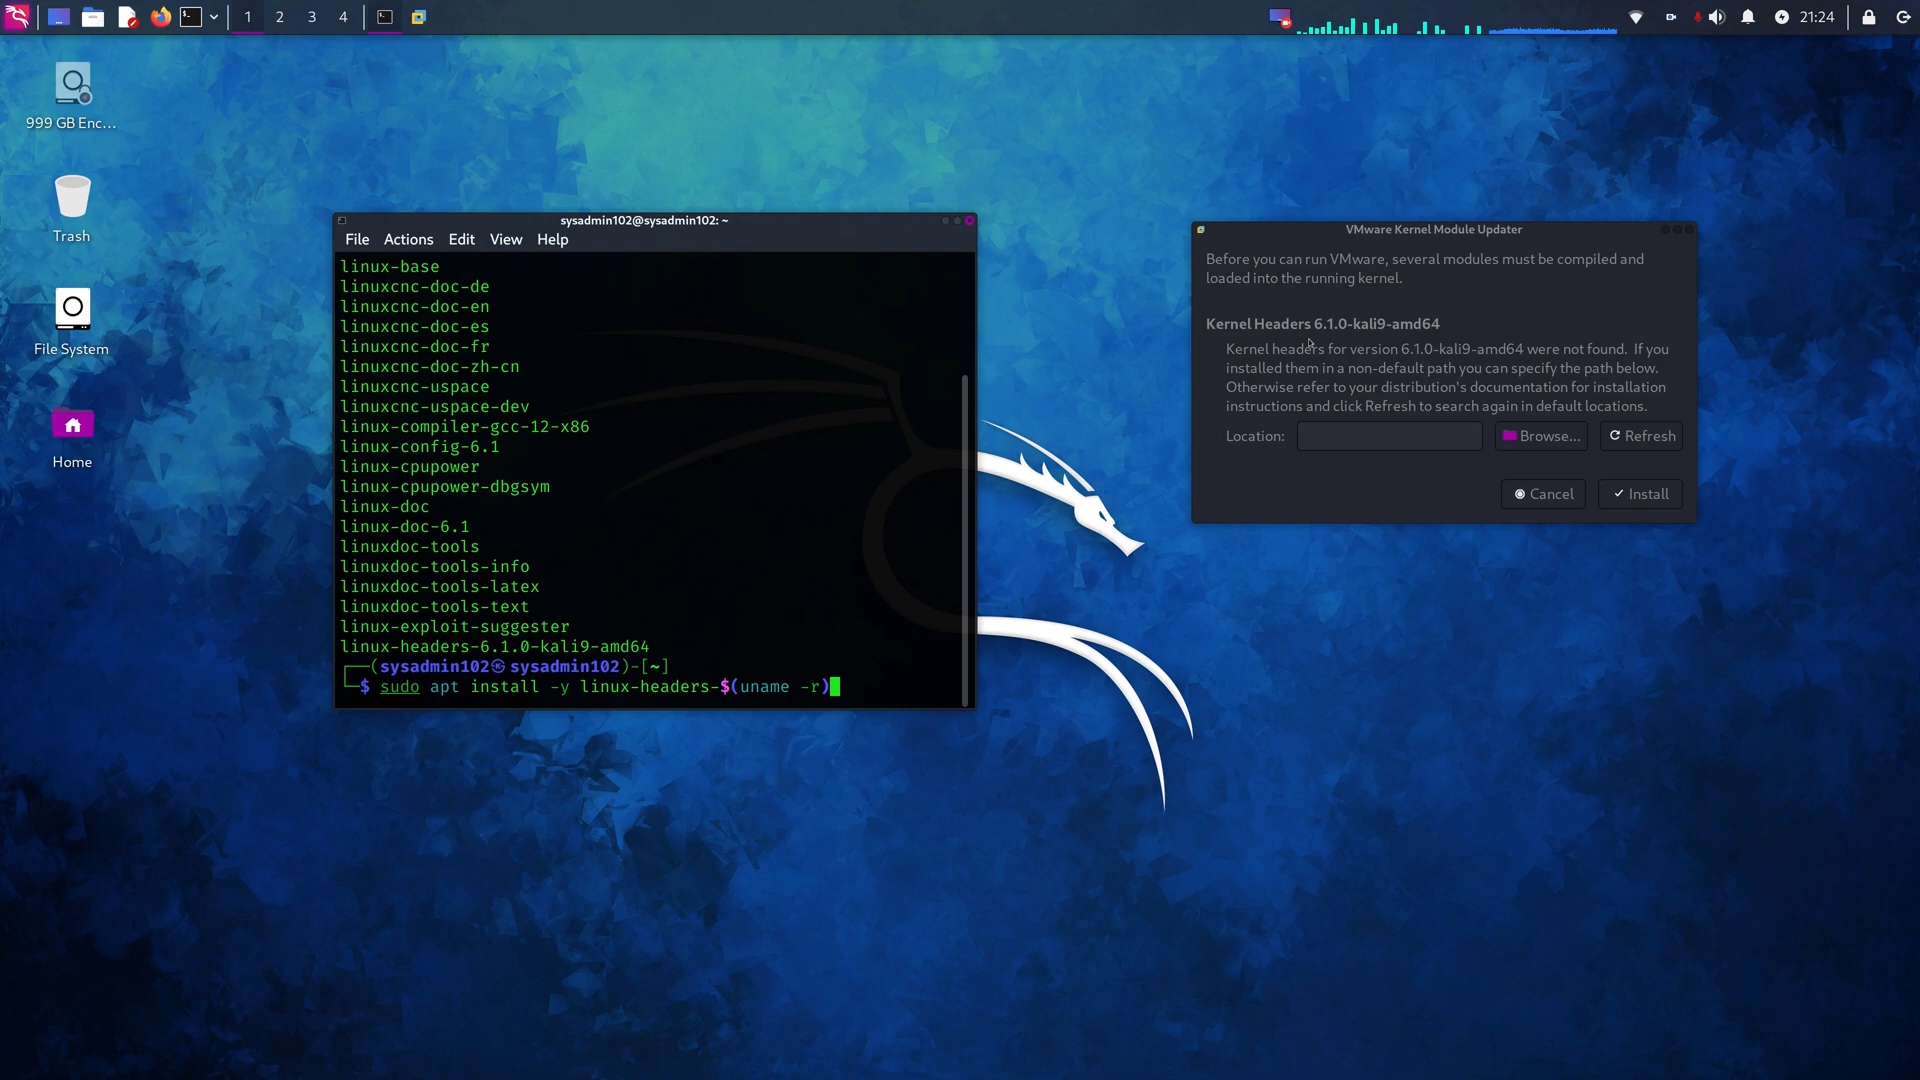 1 2 3 4
21:24
999 GB Enc...
Trash
File System
Home
sysadmin102@sysadmin102: ~
File Actions Edit View Help
linux-base
linuxcnc-doc-de
linuxcnc-doc-en
linuxcnc-doc-es
linuxcnc-doc-fr
linuxcnc-doc-zh-cn
linuxcnc-uspace
linuxcnc-uspace-dev
linux-compiler-gcc-12-x86
linux-config-6.1
linux-cpupower
linux-cpupower-dbgsym
linux-doc
linux-doc-6.1
linuxdoc-tools
linuxdoc-tools-info
linuxdoc-tools-latex
linuxdoc-tools-text
linux-exploit-suggester
linux-headers-6.1.0-kali9-amd64
┌──(sysadmin102㉿sysadmin102)-[~]
└─$ sudo apt install -y linux-headers-$(uname -r)
VMware Kernel Module Updater
Before you can run VMware, several modules must be compiled and
loaded into the running kernel.
Kernel Headers 6.1.0-kali9-amd64
Kernel headers for version 6.1.0-kali9-amd64 were not found. If you
installed them in a non-default path you can specify the path below.
Otherwise refer to your distribution's documentation for installation
instructions and click Refresh to search again in default locations.
Location: Browse... Refresh
Cancel Install